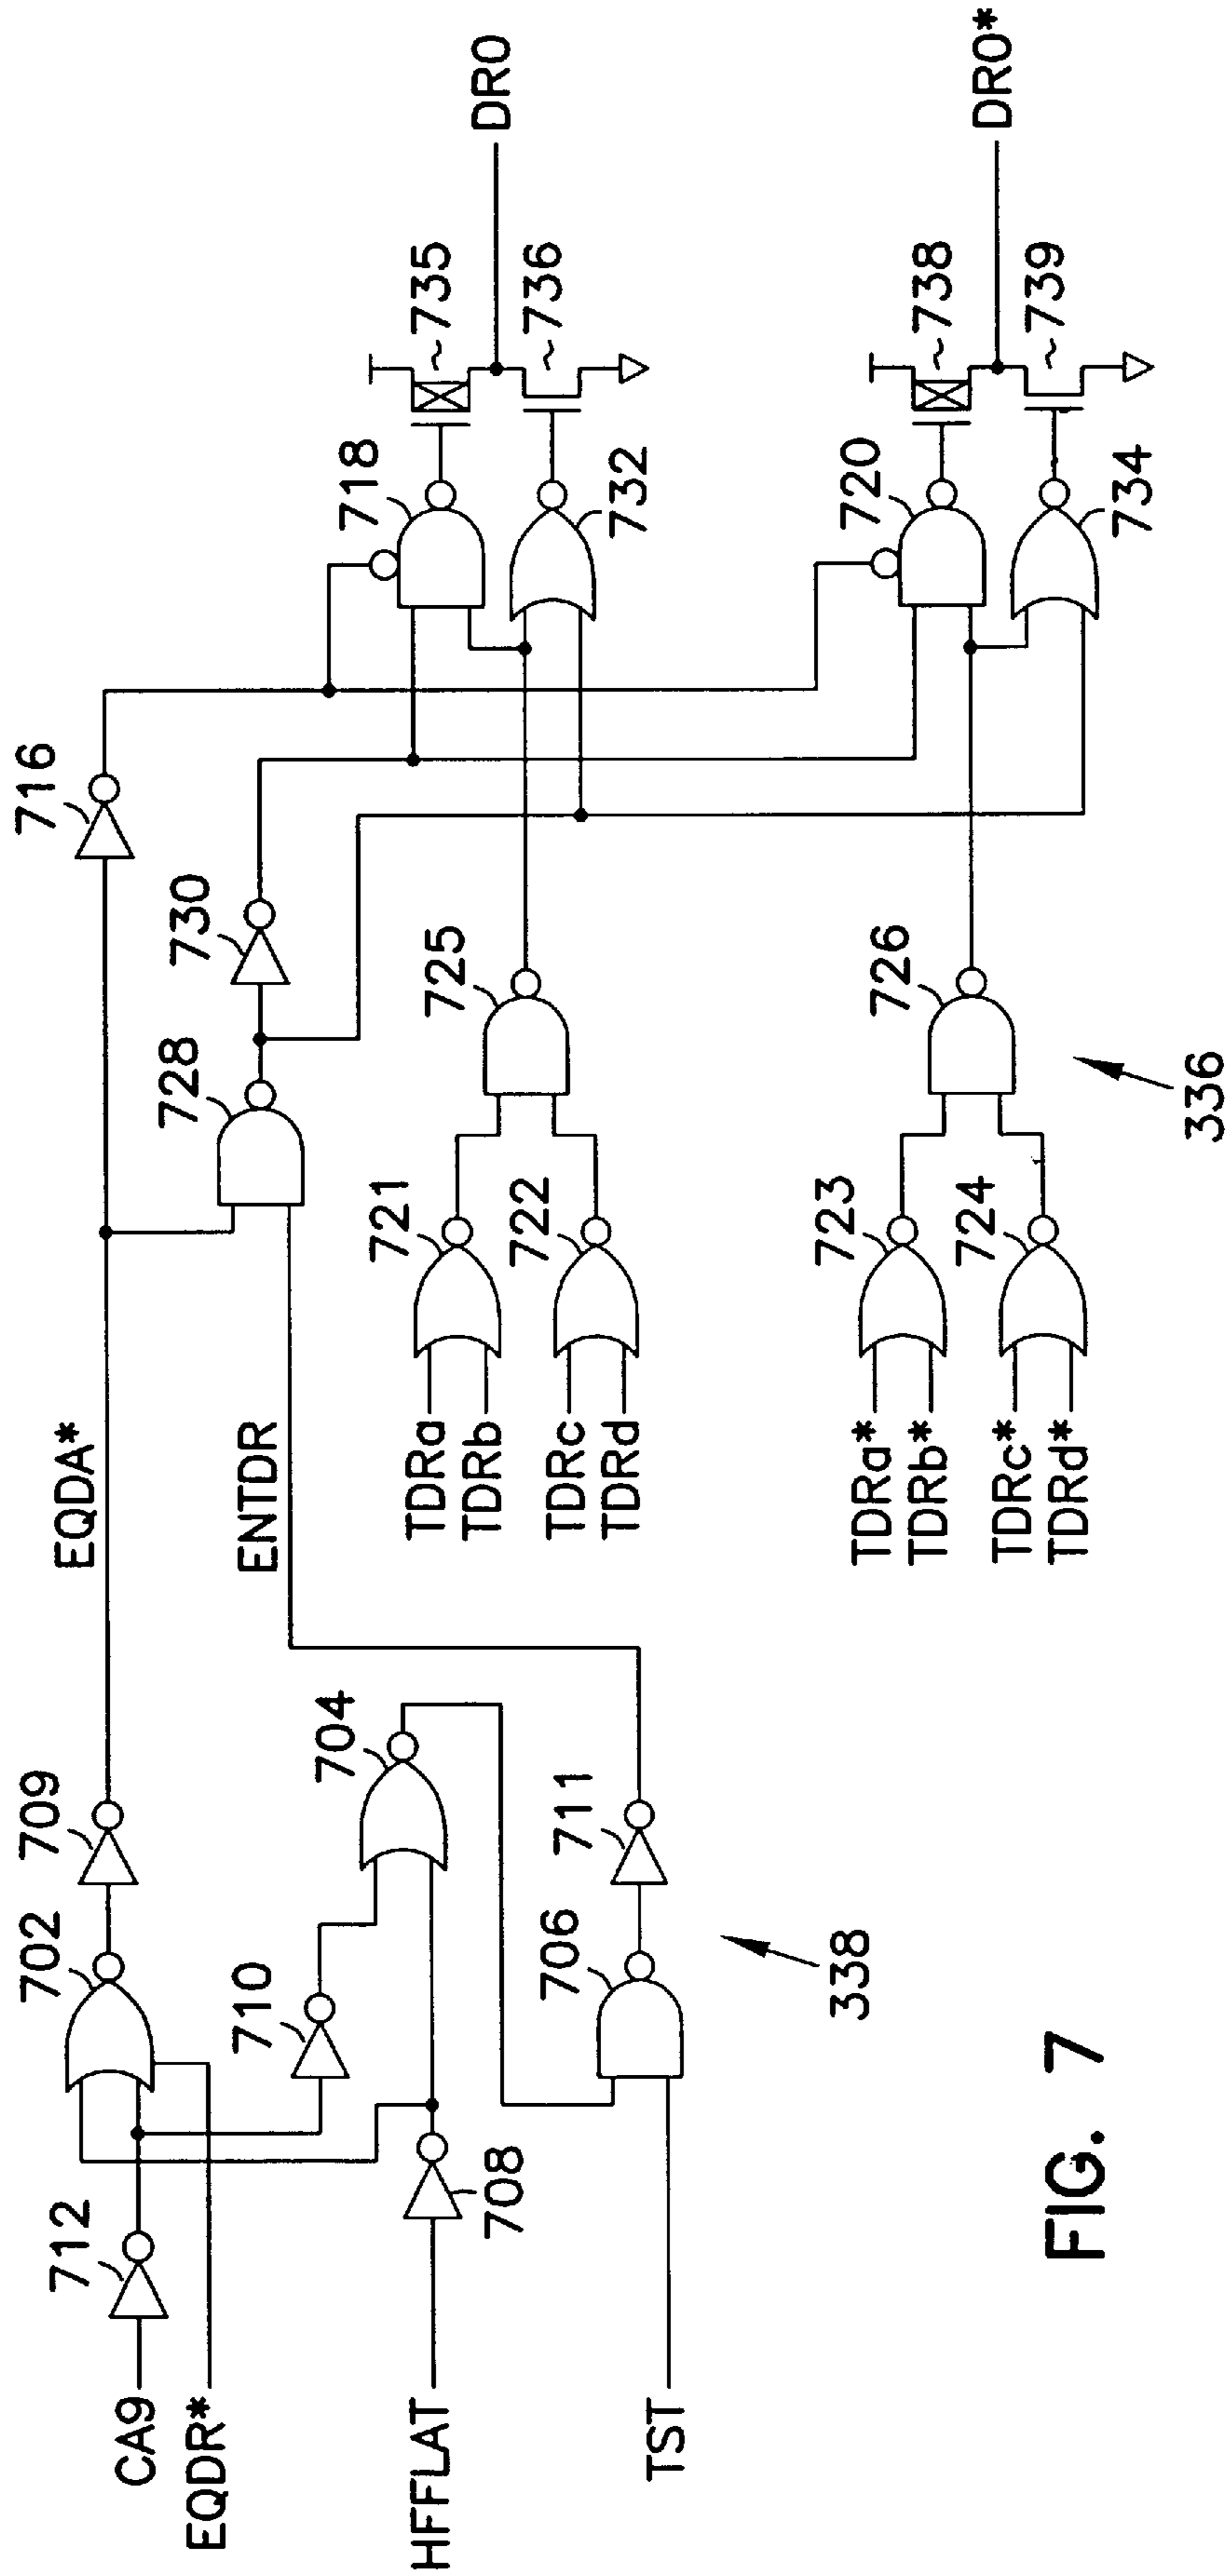 CA9
EQDR*
HFFLAT
TST
712
708
702
710
706
704
709
711
338
EQDA*
ENTDR
TDRa
TDRb
TDRc
TDRd
TDRa*
TDRb*
TDRc*
TDRd*
721
722
723
724
728
725
726
336
730
716
718
732
720
734
735
736
738
739
DR0
DR0*
FIG. 7